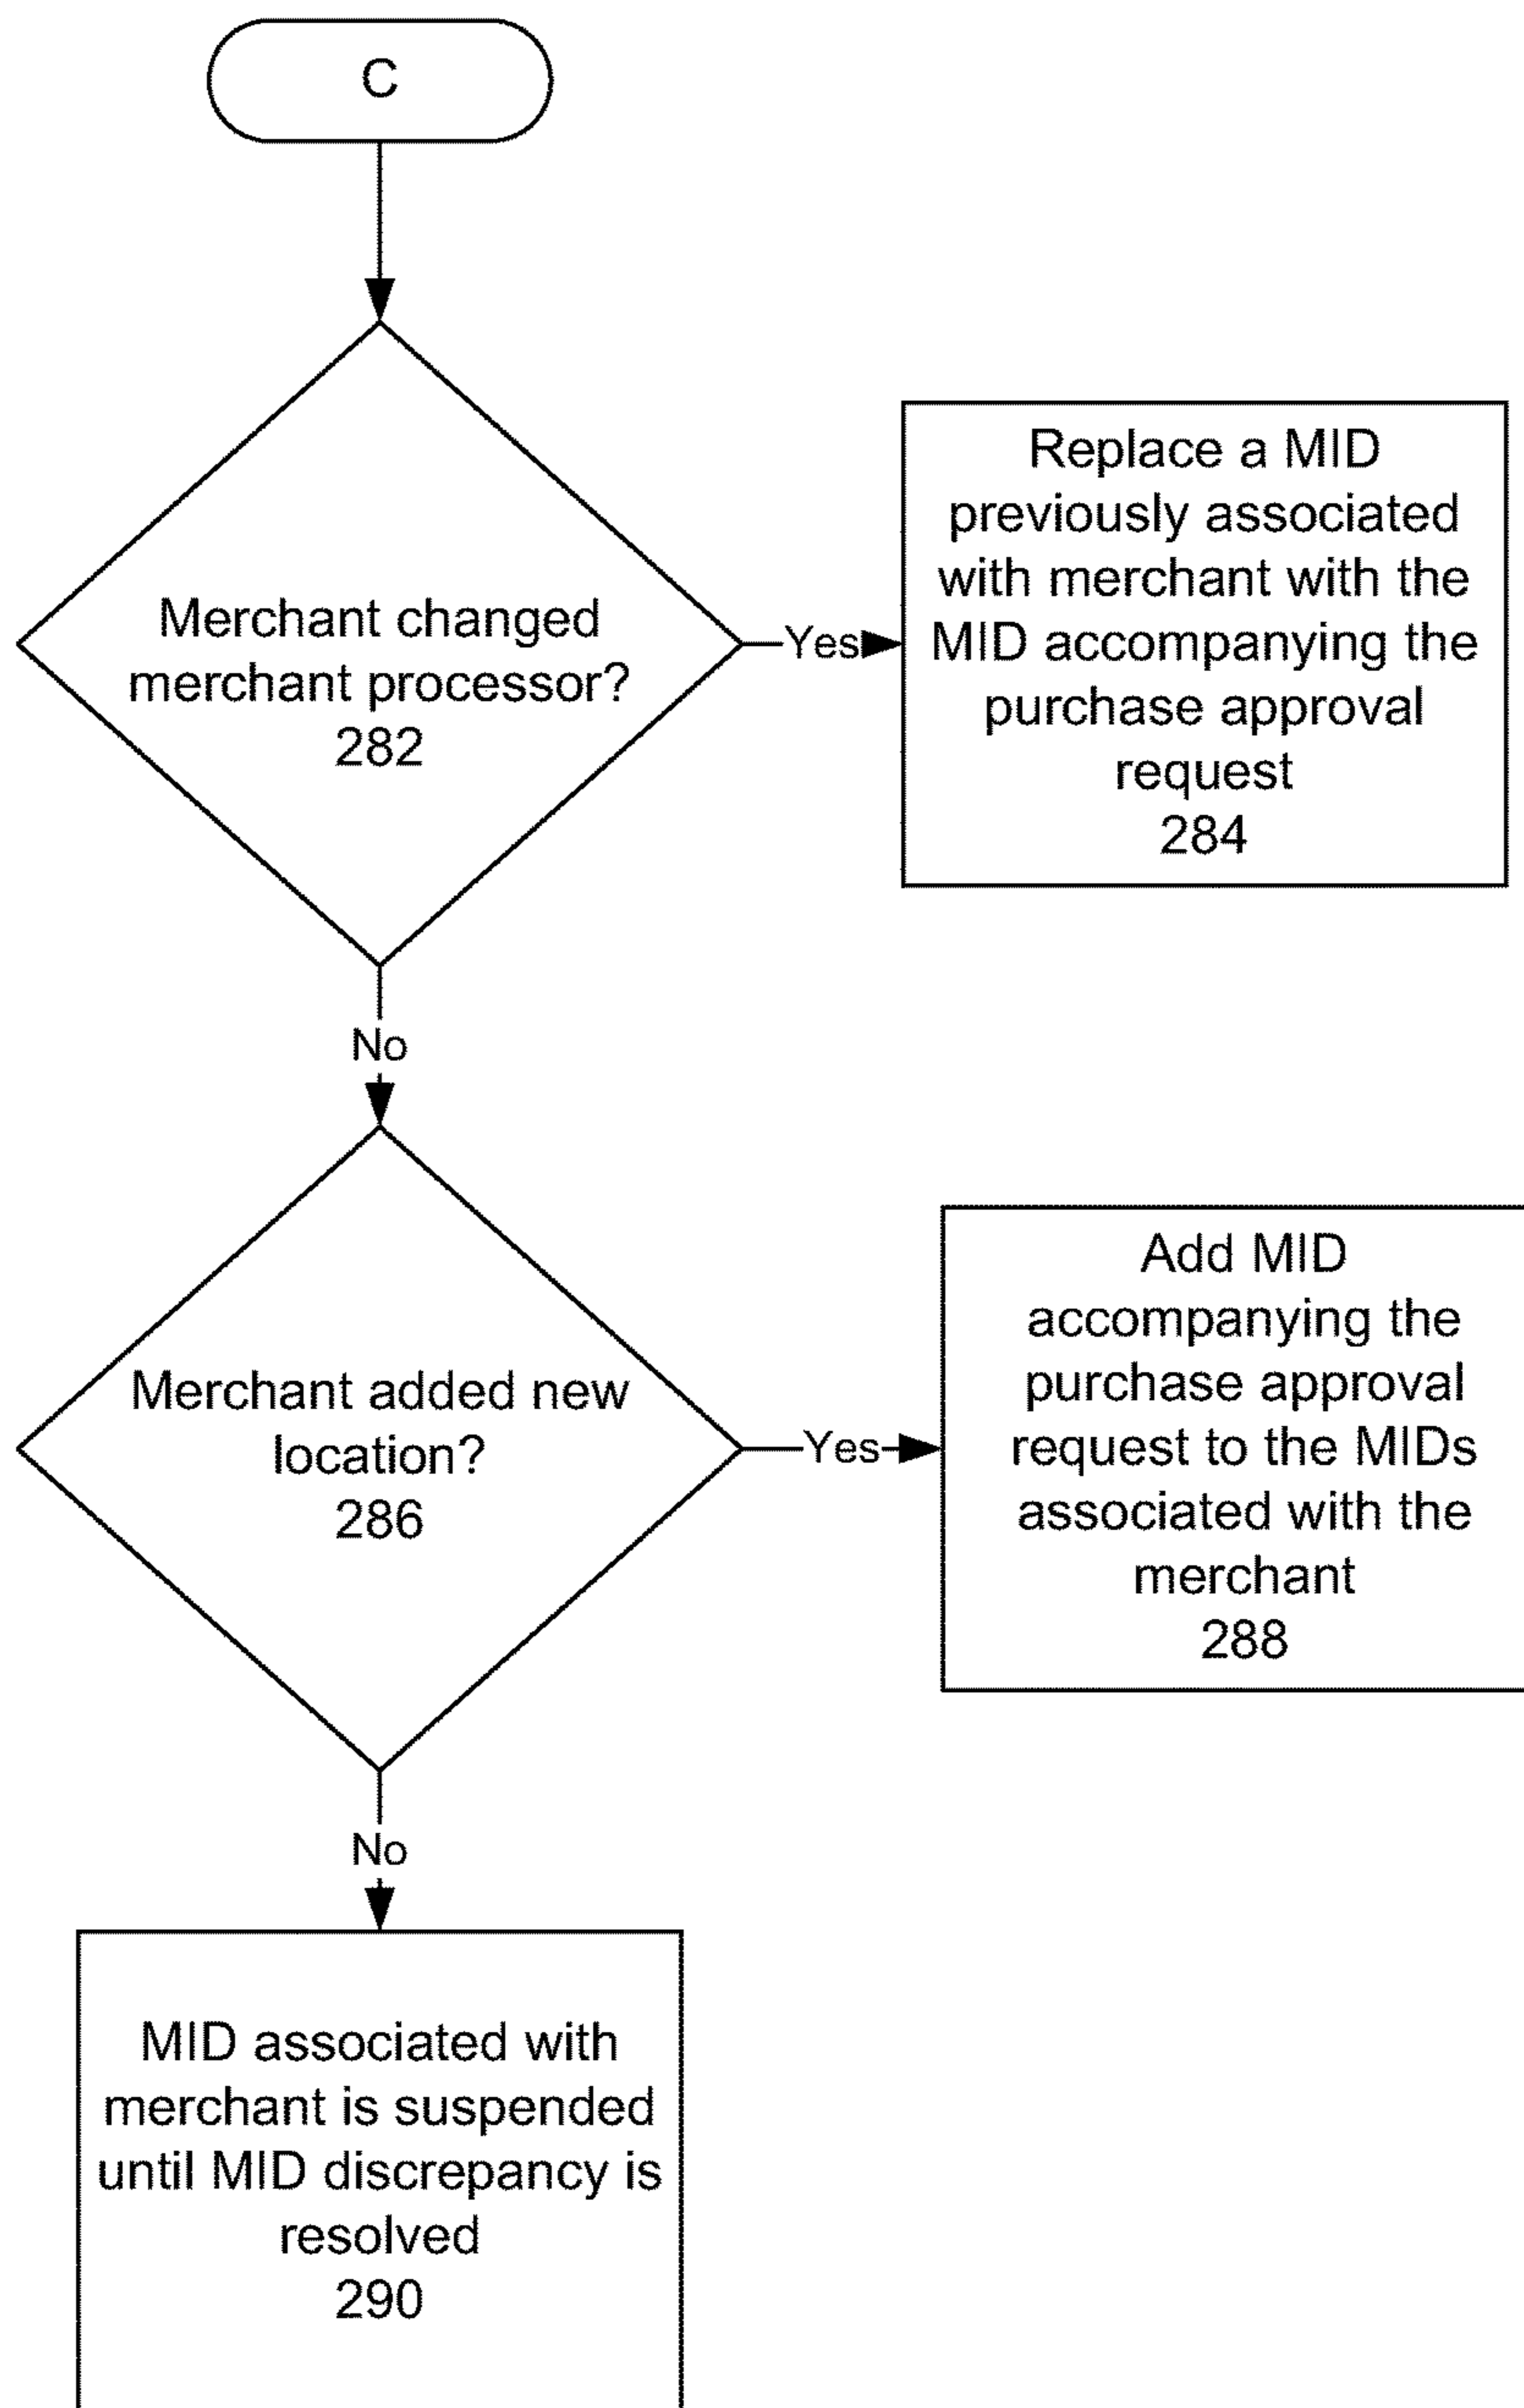 C
Merchant changed
merchant processor?
282
Yes
Replace a MID
previously associated
with merchant with the
MID accompanying the
purchase approval
request
284
No
Merchant added new
location?
286
Yes
Add MID
accompanying the
purchase approval
request to the MIDs
associated with the
merchant
288
No
MID associated with
merchant is suspended
until MID discrepancy is
resolved
290